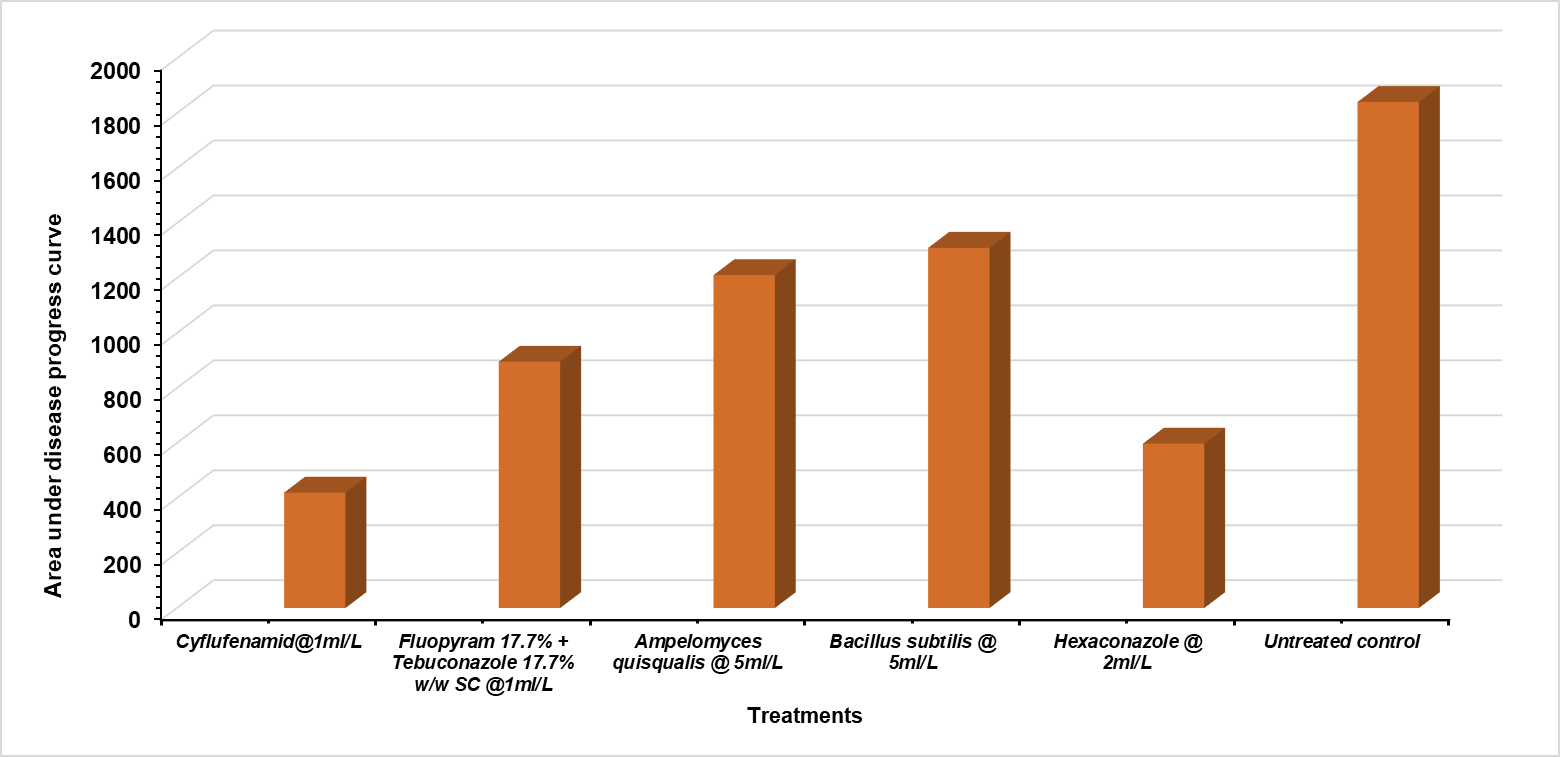 2000
1800
1600
1400
1200
1000
800
600
400
200
0
Area under disease progress curve
Cyflufenamid@1ml/L
Fluopyram 17.7% +
Tebuconazole 17.7%
w/w SC @1ml/L
Ampelomyces
quisqualis @ 5ml/L
Bacillus subtilis @
5ml/L
Hexaconazole @
2ml/L
Untreated control
Treatments